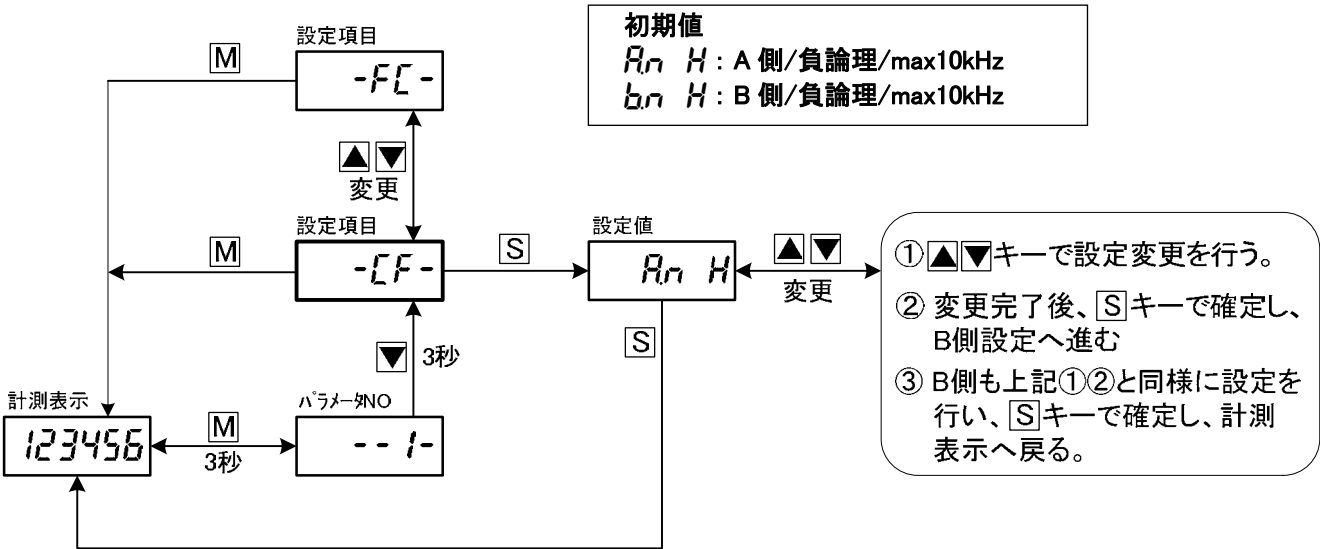 初期値
A.n H : A 側/負論理/max10kHz
b.n H : B 側/負論理/max10kHz
設定項目
M
-FC-
▲▼
変更
設定項目
M
-CF-
S
設定値
A.n H
▲▼
変更
①▲▼キーで設定変更を行う。
② 変更完了後、Sキーで確定し、
B側設定へ進む
③ B側も上記①②と同様に設定を
行い、Sキーで確定し、計測
表示へ戻る。
S
▼ 3秒
計測表示
123456
M
3秒
パラメータNO
- - 1-